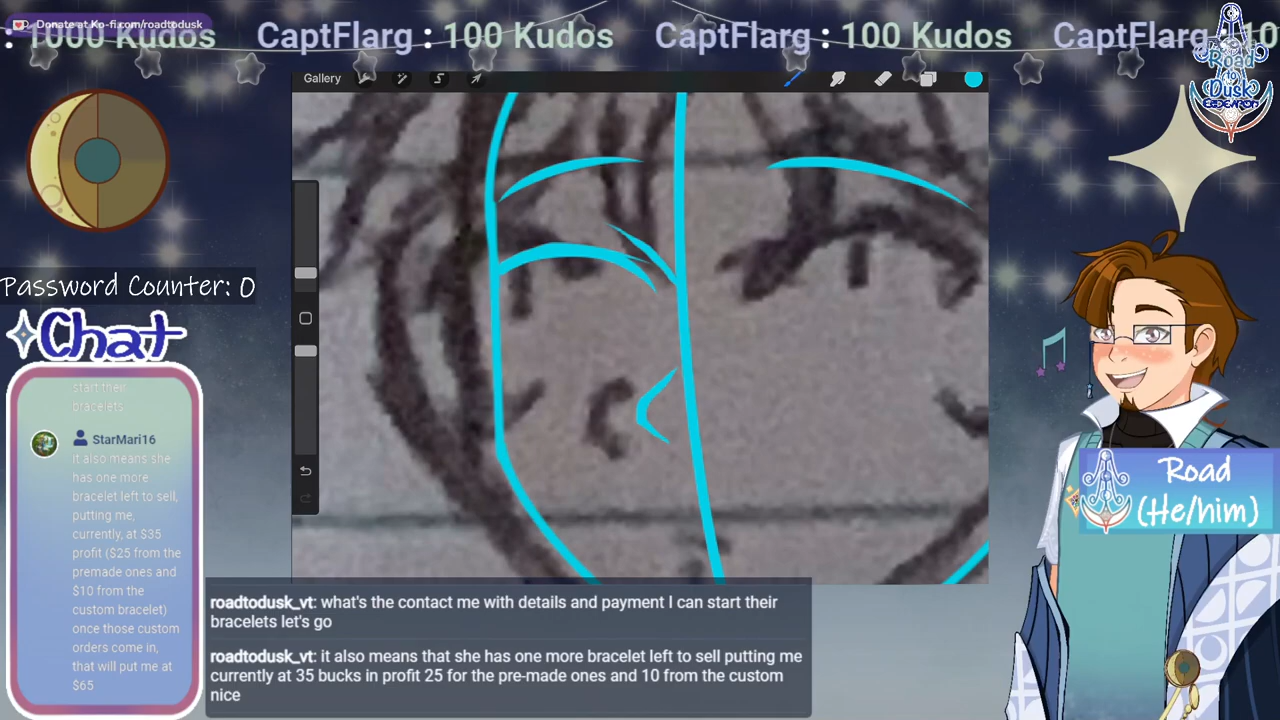 Donate at Ko-fi.com/roadtodusk
: 1000 Kudos CaptFlarg : 100 Kudos CaptFlarg : 100 Kudos CaptFlarg : 10
Road
to
Dusk
Gallery
Password Counter: 0
Chat
start their
bracelets
StarMari16
it also means she
has one more
bracelet left to sell,
putting me,
currently, at $35
profit ($25 from the
premade ones and
$10 from the
custom bracelet)
once those custom
orders come in,
that will put me at
$65
roadtodusk_vt: what's the contact me with details and payment I can start their
bracelets let's go
roadtodusk_vt: it also means that she has one more bracelet left to sell putting me
currently at 35 bucks in profit 25 for the pre-made ones and 10 from the custom
nice
Road
(He/him)